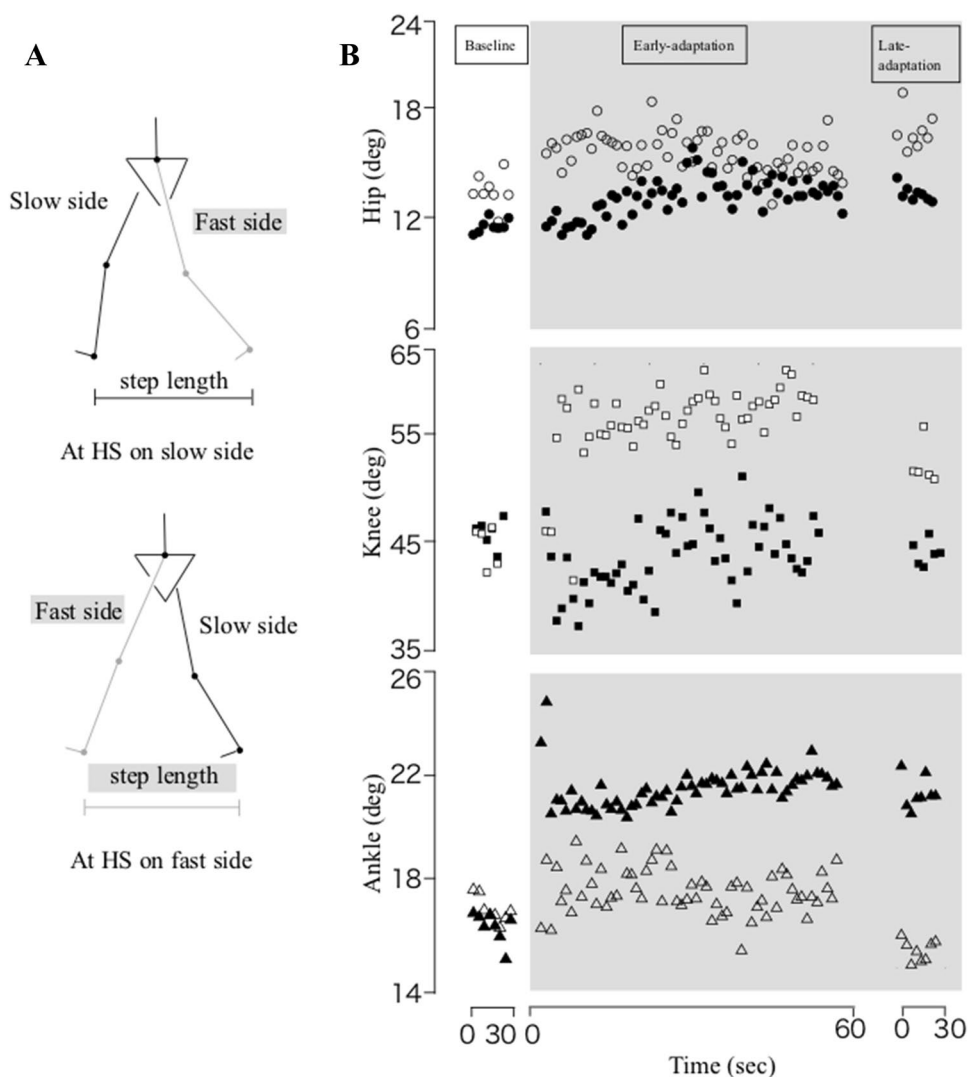 A
Slow side
Fast side
step length
At HS on slow side
Fast side
Slow side
step length
At HS on fast side
B
Baseline
Early-adaptation
Late-
adaptation
24
18
12
6
Hip (deg)
65
55
45
35
Knee (deg)
26
22
18
14
Ankle (deg)
0 30
0
60
0 30
Time (sec)